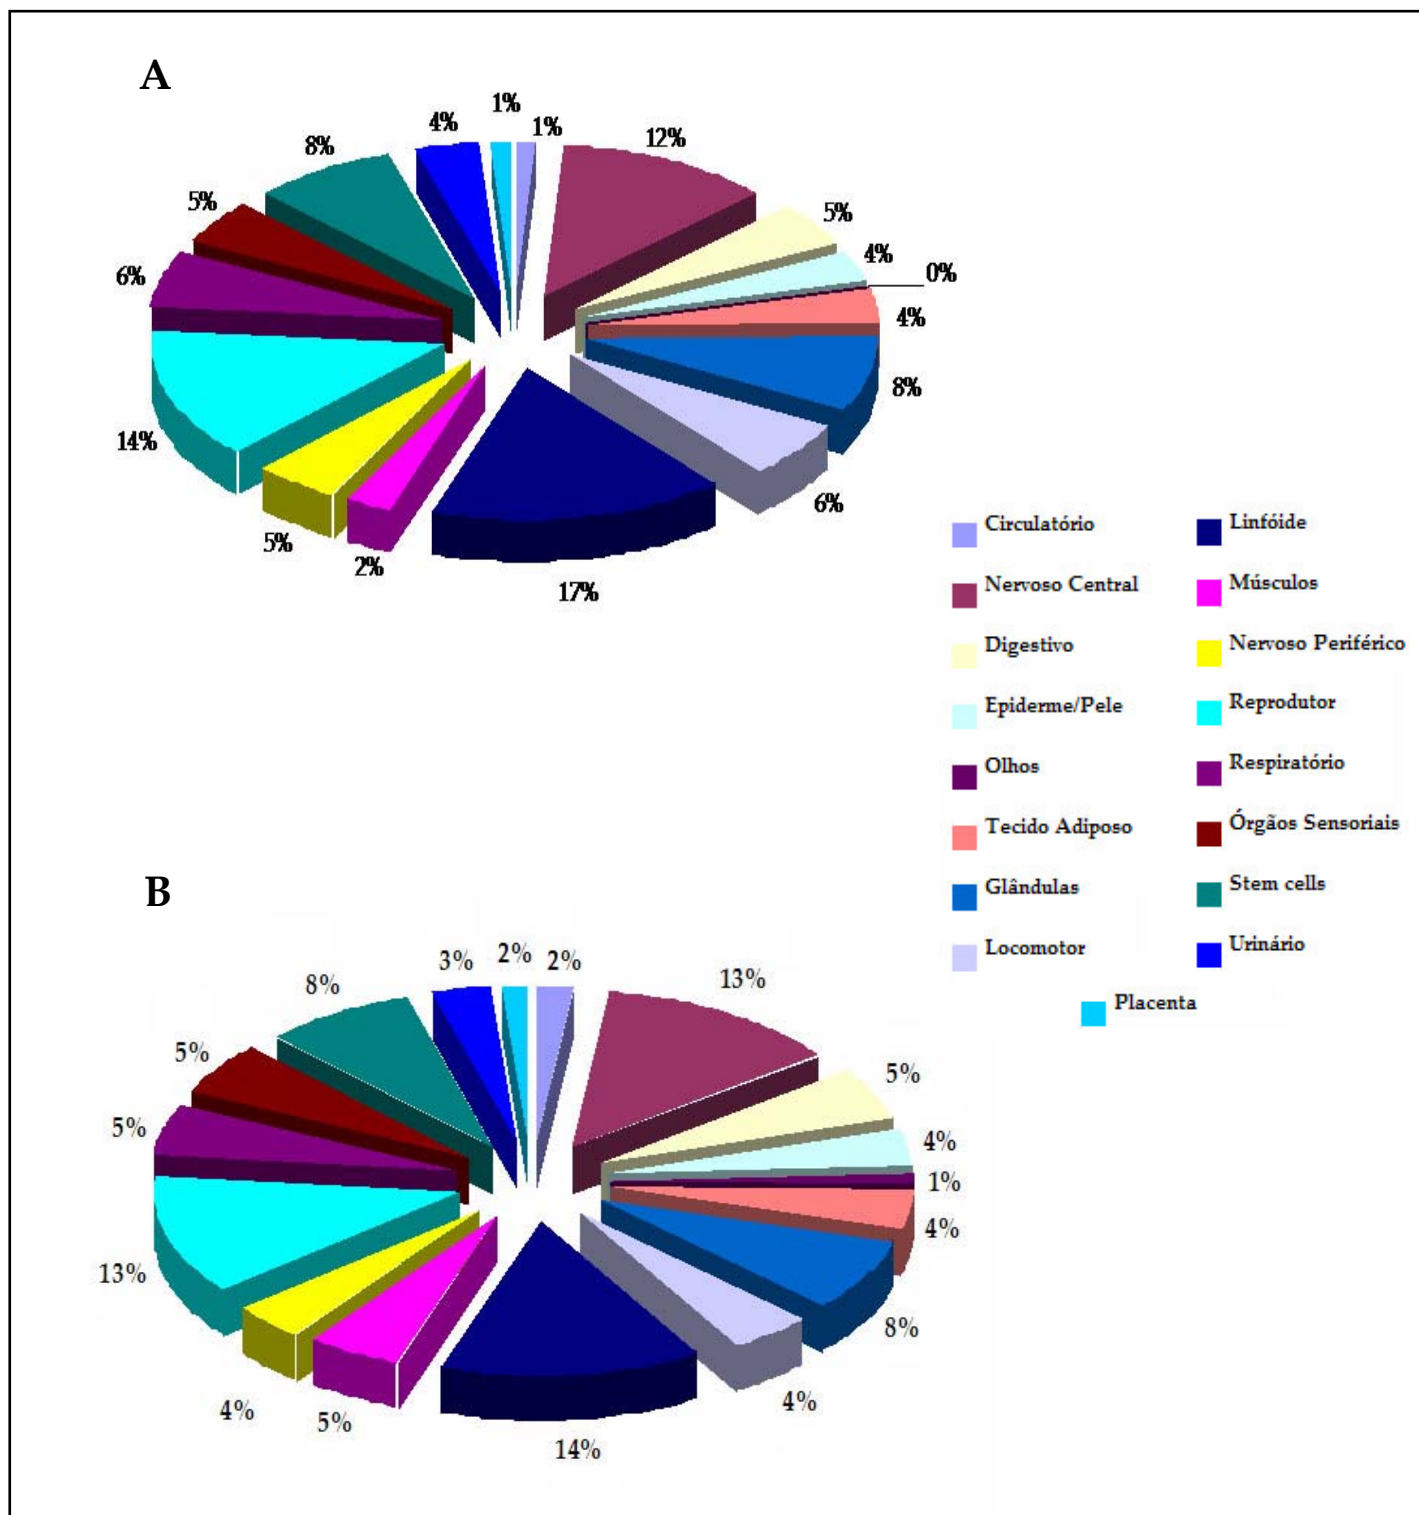 A
1%
1%
12%
5%
4%
0%
4%
8%
6%
17%
2%
5%
14%
6%
5%
8%
4%
Circulatório
Nervoso Central
Digestivo
Epiderme/Pele
Olhos
Tecido Adiposo
Glândulas
Locomotor
Linfóide
Músculos
Nervoso Periférico
Reprodutor
Respiratório
Órgãos Sensoriais
Stem cells
Urinário
Placenta
B
2%
2%
13%
5%
4%
1%
4%
8%
4%
14%
5%
4%
13%
5%
5%
8%
3%